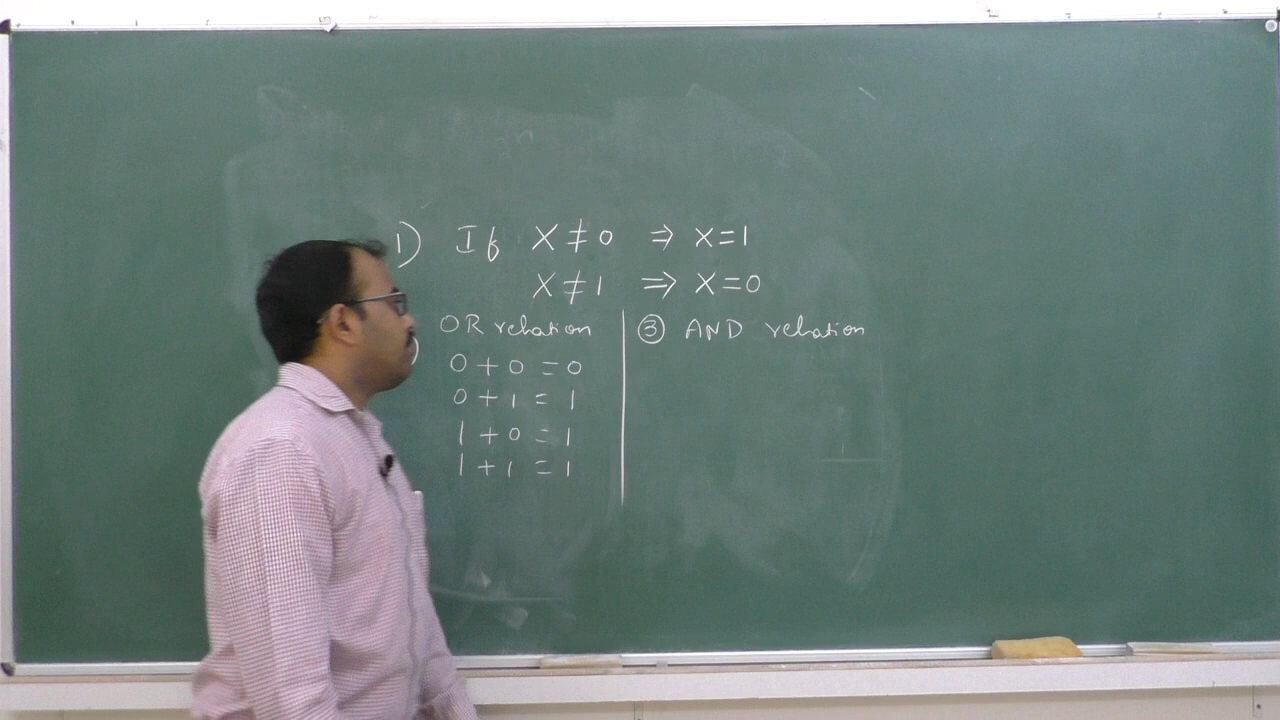 1) If X ≠ 0 ⇒ X = 1
X ≠ 1 ⇒ X = 0
) OR relation
0 + 0 = 0
0 + 1 = 1
1 + 0 = 1
1 + 1 = 1
③ AND relation